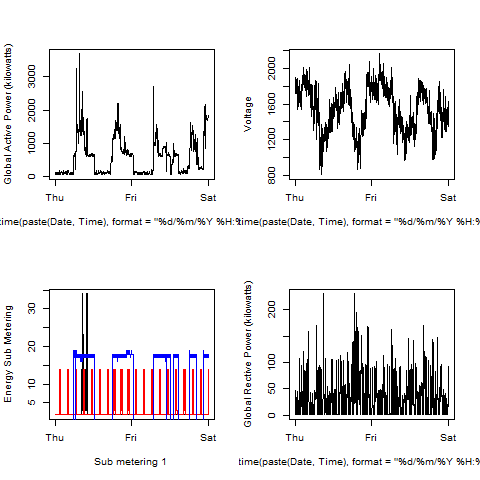 Global Active Power (kilowatts)
0
1000
2000
3000
Thu
Fri
Sat
time(paste(Date, Time), format = "%d/%m/%Y %H:%
Voltage
800
1200
1600
2000
Thu
Fri
Sat
time(paste(Date, Time), format = "%d/%m/%Y %H:%
Energy Sub Metering
5
10
20
30
Thu
Fri
Sat
Sub metering 1
Global Rective Power (kilowatts)
0
50
100
200
Thu
Fri
Sat
time(paste(Date, Time), format = "%d/%m/%Y %H:%